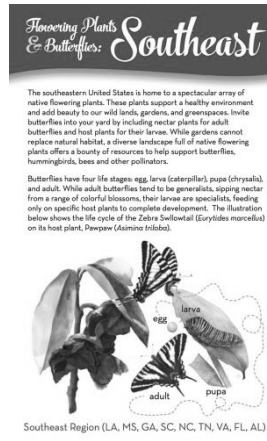 Flowering Plants
& Butterflies: Southeast
The southeastern United States is home to a spectacular array of
native flowering plants. These plants support a healthy environment
and add beauty to our wild lands, gardens, and greenspaces. Invite
butterflies into your yard by including nectar plants for adult
butterflies and host plants for their larvae. While gardens cannot
replace natural habitat, a diverse landscape full of native flowering
plants offers a bounty of resources to help support butterflies,
hummingbirds, bees and other pollinators.
Butterflies have four life stages: egg, larva (caterpillar), pupa (chrysalis),
and adult. While adult butterflies tend to be generalists, sipping nectar
from a range of colorful blossoms, their larvae are specialists, feeding
only on specific host plants to complete development. The illustration
below shows the life cycle of the Zebra Swllowtail (Eurytides marcellus)
on its host plant, Pawpaw (Asimina triloba).
larva
egg
pupa
adult
Southeast Region (LA, MS, GA, SC, NC, TN, VA, FL, AL)